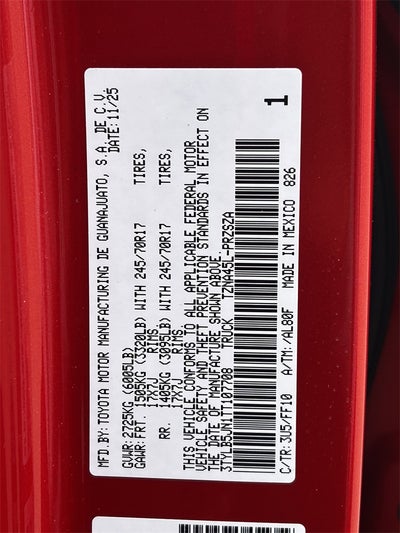 MFD.BY:TOYOTA MOTOR MANUFACTURING DE GUANAJUATO, S.A. DE C.V.
DATE:11/25
GVWR:2725KG (6005LB)
GAWR:FRT. 1505KG (3320LB) WITH 245/70R17 TIRES,
17X7J RIMS
RR. 1405KG (3095LB) WITH 245/70R17 TIRES,
17X7J RIMS
THIS VEHICLE CONFORMS TO ALL APPLICABLE FEDERAL MOTOR
VEHICLE SAFETY AND THEFT PREVENTION STANDARDS IN EFFECT ON
THE DATE OF MANUFACTURE SHOWN ABOVE.
3TYLB5JN1TT107708 TRUCK TZNA45L-PRZSZA
C/TR:3U5/FF10 A/TM:/AL80F MADE IN MEXICO 826
1